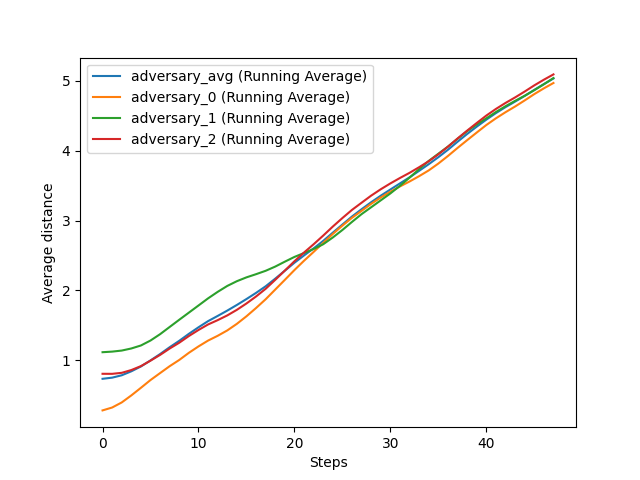 adversary_avg (Running Average)
adversary_0 (Running Average)
adversary_1 (Running Average)
adversary_2 (Running Average)
5
4
3
2
1
Average distance
0 10 20 30 40
Steps